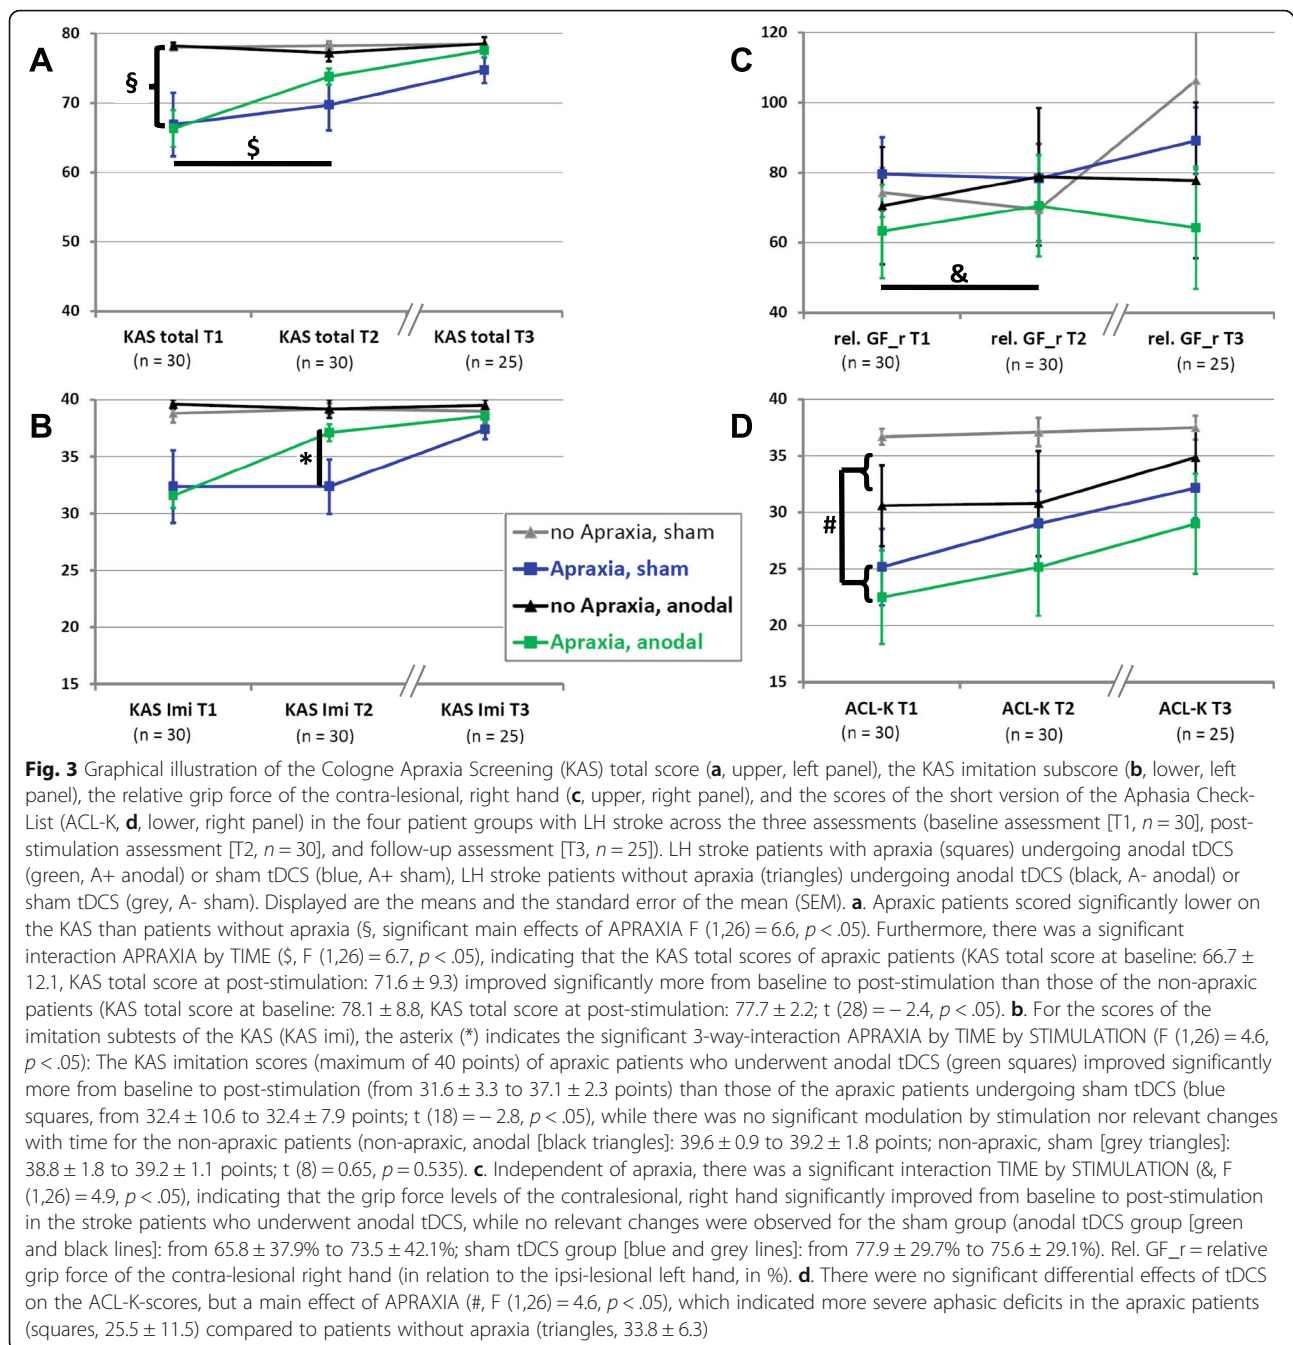 A
80
70
60
50
40
§
$
KAS total T1
(n = 30)
KAS total T2
(n = 30)
KAS total T3
(n = 25)
C
120
100
80
60
40
&
rel. GF_r T1
(n = 30)
rel. GF_r T2
(n = 30)
rel. GF_r T3
(n = 25)
B
40
35
30
25
20
15
*
no Apraxia, sham
Apraxia, sham
no Apraxia, anodal
Apraxia, anodal
KAS Imi T1
(n = 30)
KAS Imi T2
(n = 30)
KAS Imi T3
(n = 25)
D
40
35
30
25
20
15
#
ACL-K T1
(n = 30)
ACL-K T2
(n = 30)
ACL-K T3
(n = 25)
Fig. 3 Graphical illustration of the Cologne Apraxia Screening (KAS) total score (a, upper, left panel), the KAS imitation subscore (b, lower, left
panel), the relative grip force of the contra-lesional, right hand (c, upper, right panel), and the scores of the short version of the Aphasia Check-
List (ACL-K, d, lower, right panel) in the four patient groups with LH stroke across the three assessments (baseline assessment [T1, n = 30], post-
stimulation assessment [T2, n = 30], and follow-up assessment [T3, n = 25]). LH stroke patients with apraxia (squares) undergoing anodal tDCS
(green, A+ anodal) or sham tDCS (blue, A+ sham), LH stroke patients without apraxia (triangles) undergoing anodal tDCS (black, A- anodal) or
sham tDCS (grey, A- sham). Displayed are the means and the standard error of the mean (SEM). a. Apraxic patients scored significantly lower on
the KAS than patients without apraxia (§, significant main effects of APRAXIA F (1,26) = 6.6, p < .05). Furthermore, there was a significant
interaction APRAXIA by TIME ($, F (1,26) = 6.7, p < .05), indicating that the KAS total scores of apraxic patients (KAS total score at baseline: 66.7 ±
12.1, KAS total score at post-stimulation: 71.6 ± 9.3) improved significantly more from baseline to post-stimulation than those of the non-apraxic
patients (KAS total score at baseline: 78.1 ± 8.8, KAS total score at post-stimulation: 77.7 ± 2.2; t (28) = − 2.4, p < .05). b. For the scores of the
imitation subtests of the KAS (KAS imi), the asterix (*) indicates the significant 3-way-interaction APRAXIA by TIME by STIMULATION (F (1,26) = 4.6,
p < .05): The KAS imitation scores (maximum of 40 points) of apraxic patients who underwent anodal tDCS (green squares) improved significantly
more from baseline to post-stimulation (from 31.6 ± 3.3 to 37.1 ± 2.3 points) than those of the apraxic patients undergoing sham tDCS (blue
squares, from 32.4 ± 10.6 to 32.4 ± 7.9 points; t (18) = − 2.8, p < .05), while there was no significant modulation by stimulation nor relevant changes
with time for the non-apraxic patients (non-apraxic, anodal [black triangles]: 39.6 ± 0.9 to 39.2 ± 1.8 points; non-apraxic, sham [grey triangles]:
38.8 ± 1.8 to 39.2 ± 1.1 points; t (8) = 0.65, p = 0.535). c. Independent of apraxia, there was a significant interaction TIME by STIMULATION (&, F
(1,26) = 4.9, p < .05), indicating that the grip force levels of the contralesional, right hand significantly improved from baseline to post-stimulation
in the stroke patients who underwent anodal tDCS, while no relevant changes were observed for the sham group (anodal tDCS group [green
and black lines]: from 65.8 ± 37.9% to 73.5 ± 42.1%; sham tDCS group [blue and grey lines]: from 77.9 ± 29.7% to 75.6 ± 29.1%). Rel. GF_r = relative
grip force of the contra-lesional right hand (in relation to the ipsi-lesional left hand, in %). d. There were no significant differential effects of tDCS
on the ACL-K-scores, but a main effect of APRAXIA (#, F (1,26) = 4.6, p < .05), which indicated more severe aphasic deficits in the apraxic patients
(squares, 25.5 ± 11.5) compared to patients without apraxia (triangles, 33.8 ± 6.3)